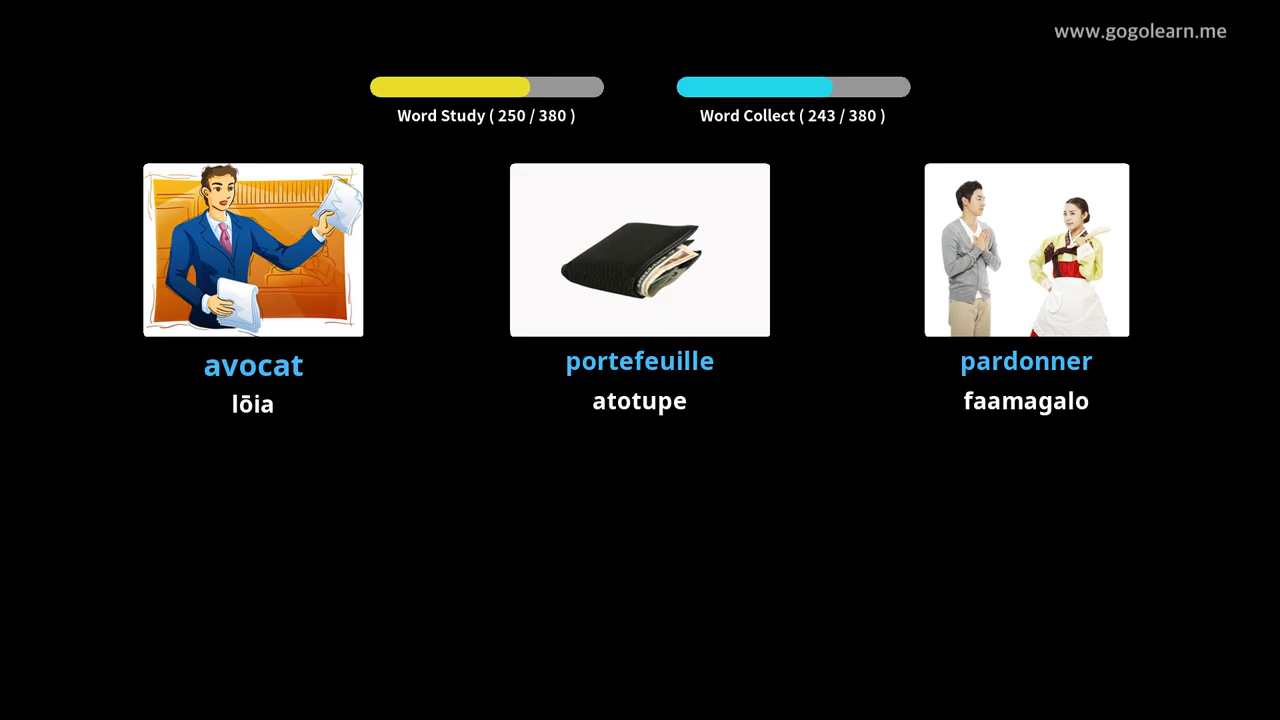 www.gogolearn.me
Word Study ( 250 / 380 )
Word Collect ( 243 / 380 )
avocat
lōia
portefeuille
atotupe
pardonner
faamagalo